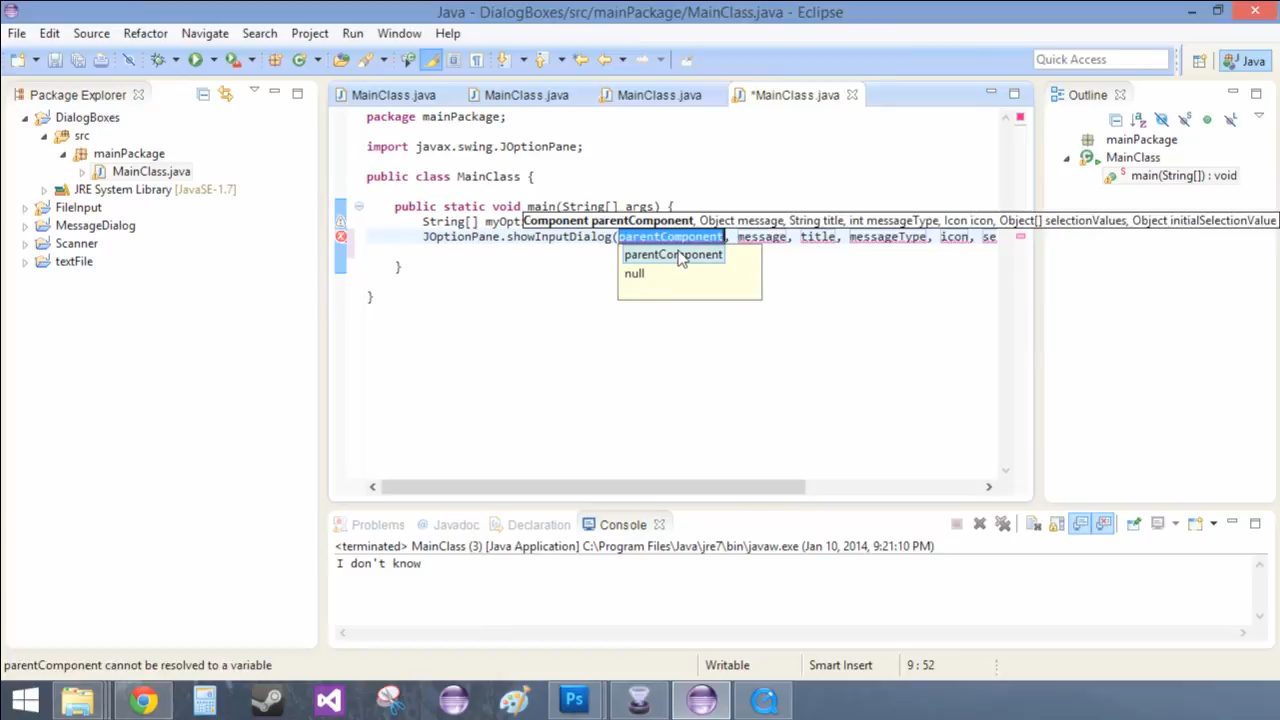 Java - DialogBoxes/src/mainPackage/MainClass.java - Eclipse
File Edit Source Refactor Navigate Search Project Run Window Help
Quick Access
Java
Package Explorer
DialogBoxes
src
mainPackage
MainClass.java
JRE System Library [JavaSE-1.7]
FileInput
MessageDialog
Scanner
textFile
MainClass.java MainClass.java MainClass.java *MainClass.java
package mainPackage;
import javax.swing.JOptionPane;
public class MainClass {
public static void main(String[] args) {
String[] myOpt
Component parentComponent, Object message, String title, int messageType, Icon icon, Object[] selectionValues, Object initialSelectionValue
JOptionPane.showInputDialog(parentComponent, message, title, messageType, icon, se
parentComponent
null
}
}
Outline
mainPackage
MainClass
S
main(String[]) : void
Problems Javadoc Declaration Console
<terminated> MainClass (3) [Java Application] C:\Program Files\Java\jre7\bin\javaw.exe (Jan 10, 2014, 9:21:10 PM)
I don't know
parentComponent cannot be resolved to a variable
Writable
Smart Insert
9 : 52
Ps